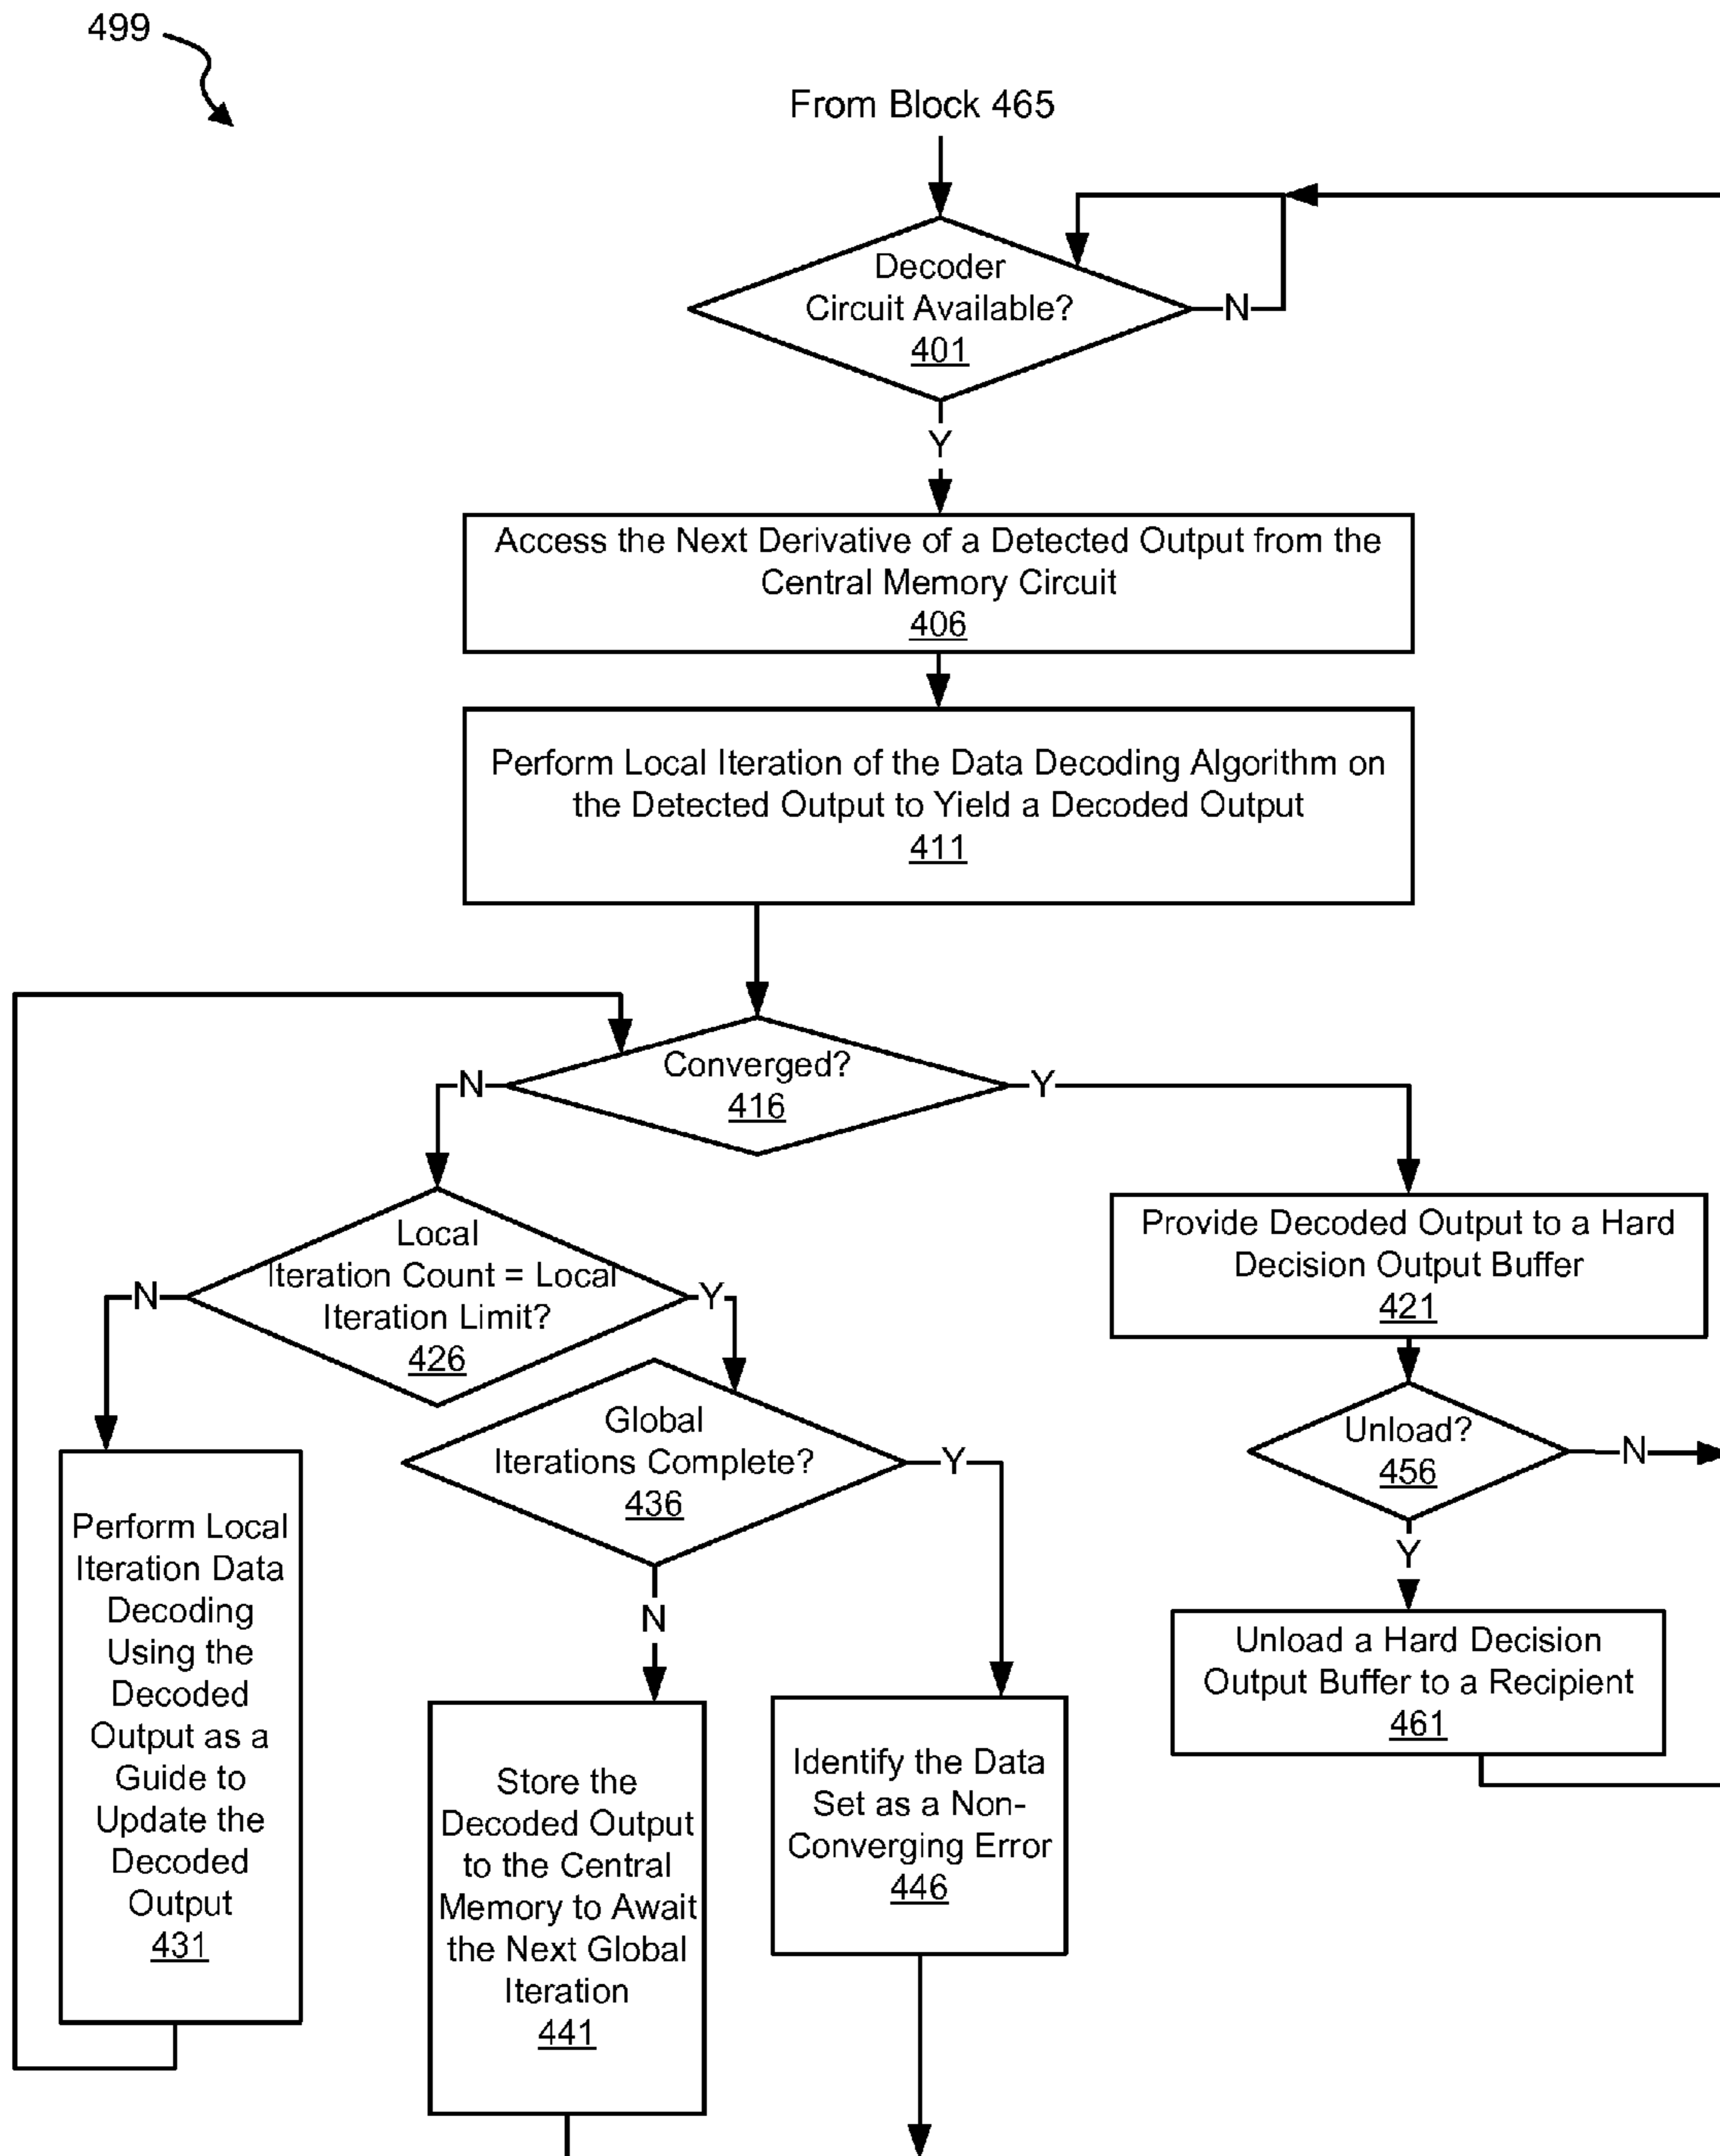 499
From Block 465
Decoder
Circuit Available?
401
N
Y
Access the Next Derivative of a Detected Output from the
Central Memory Circuit
406
Perform Local Iteration of the Data Decoding Algorithm on
the Detected Output to Yield a Decoded Output
411
Converged?
416
N
Y
Local
Iteration Count = Local
Iteration Limit?
426
N
Y
Provide Decoded Output to a Hard
Decision Output Buffer
421
Global
Iterations Complete?
436
Y
N
Unload?
456
N
Y
Perform Local
Iteration Data
Decoding
Using the
Decoded
Output as a
Guide to
Update the
Decoded
Output
431
Store the
Decoded Output
to the Central
Memory to Await
the Next Global
Iteration
441
Identify the Data
Set as a Non-
Converging Error
446
Unload a Hard Decision
Output Buffer to a Recipient
461